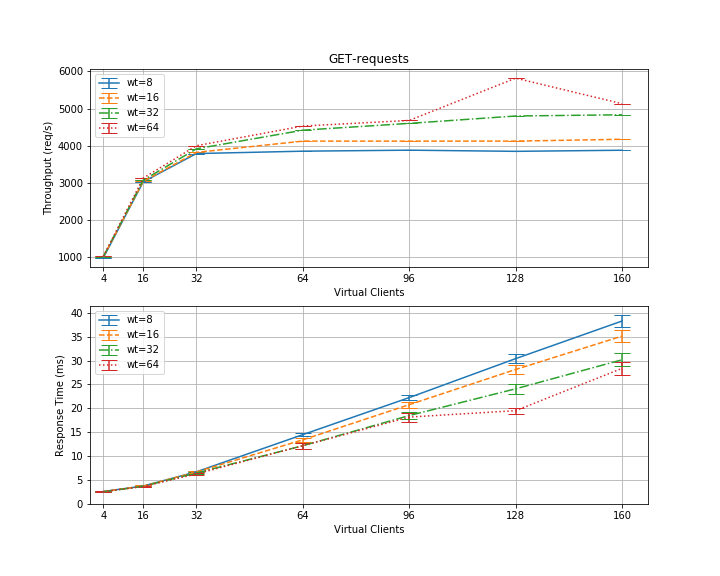 GET-requests
Throughput (req/s)
6000
5000
4000
3000
2000
1000
wt=8
wt=16
wt=32
wt=64
4 16 32 64 96 128 160
Virtual Clients
Response Time (ms)
40
35
30
25
20
15
10
5
0
wt=8
wt=16
wt=32
wt=64
4 16 32 64 96 128 160
Virtual Clients